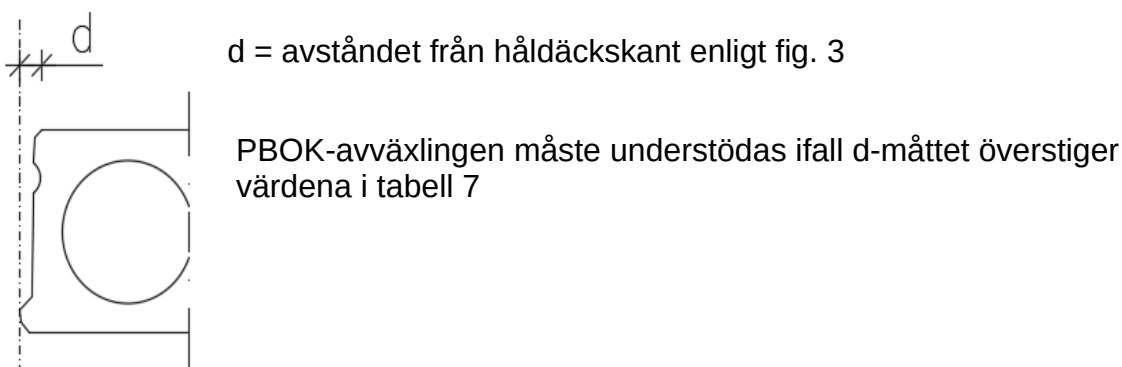 d
d = avståndet från håldäckskant enligt fig. 3
PBOK-avväxlingen måste understödas ifall d-måttet överstiger
värdena i tabell 7